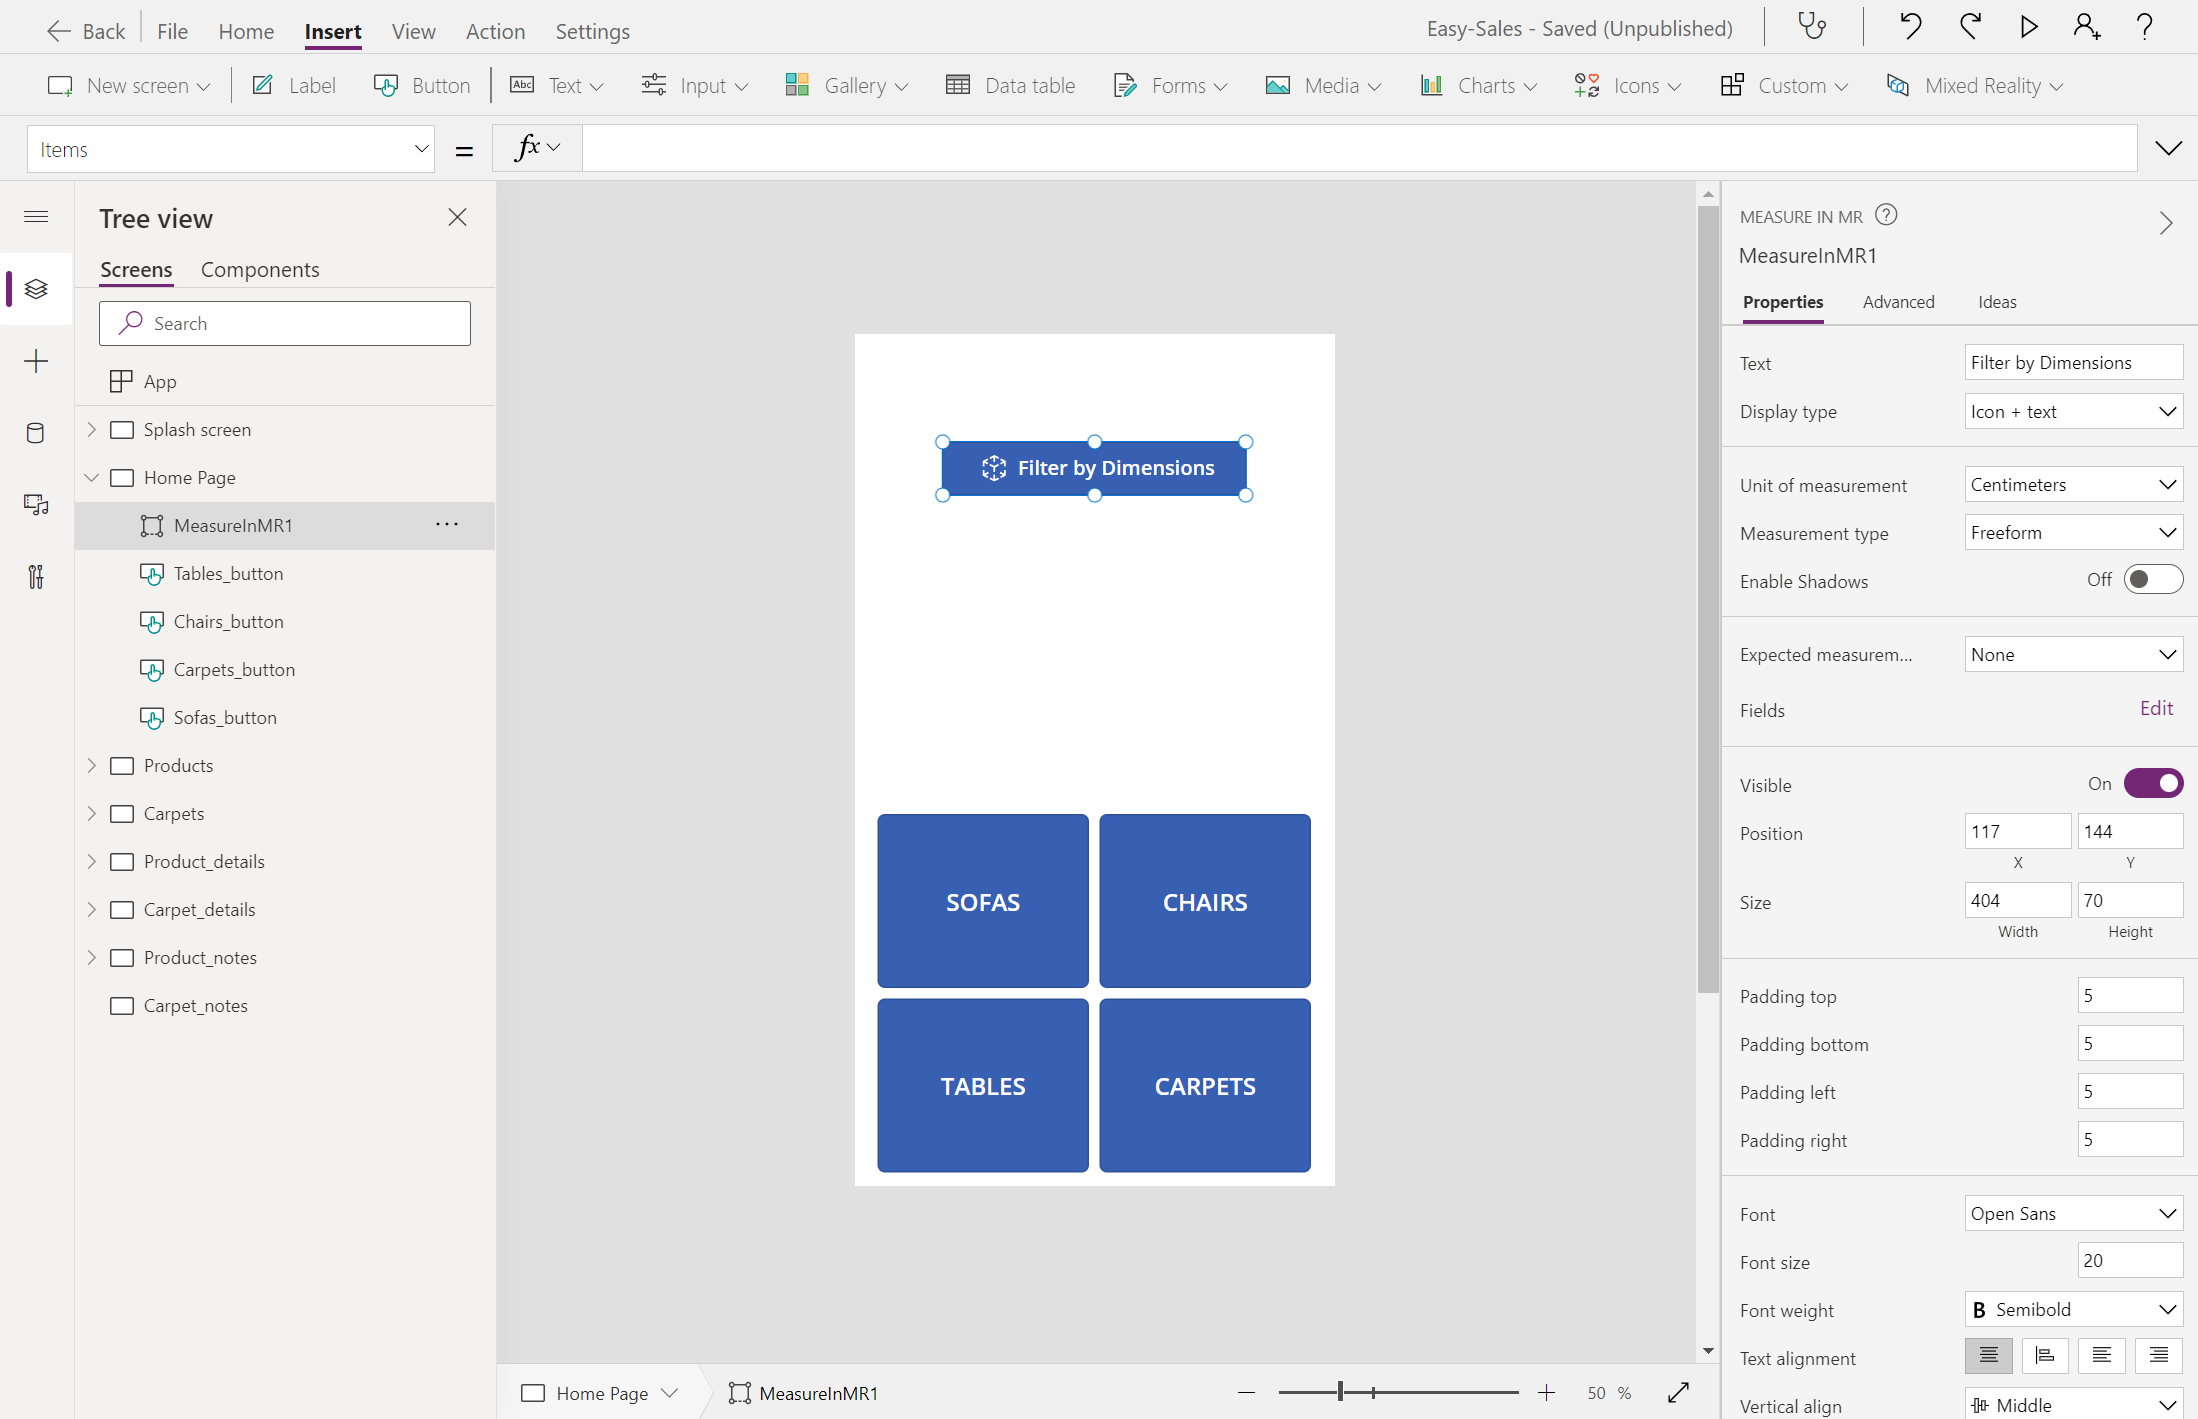 Back File Home Insert View Action Settings Easy-Sales - Saved (Unpublished)
New screen Label Button Abc Text Input Gallery Data table Forms Media Charts Icons Custom Mixed Reality
Items = fx
Tree view
Screens Components
Search
App
Splash screen
Home Page
MeasureInMR1 ...
Tables_button
Chairs_button
Carpets_button
Sofas_button
Products
Carpets
Product_details
Carpet_details
Product_notes
Carpet_notes
Filter by Dimensions
SOFAS CHAIRS
TABLES CARPETS
Home Page MeasureInMR1 50 %
MEASURE IN MR
MeasureInMR1
Properties Advanced Ideas
Text Filter by Dimensions
Display type Icon + text
Unit of measurement Centimeters
Measurement type Freeform
Enable Shadows Off
Expected measurem... None
Fields Edit
Visible On
Position 117 144
X Y
Size 404 70
Width Height
Padding top 5
Padding bottom 5
Padding left 5
Padding right 5
Font Open Sans
Font size 20
Font weight B Semibold
Text alignment
Vertical align Middle